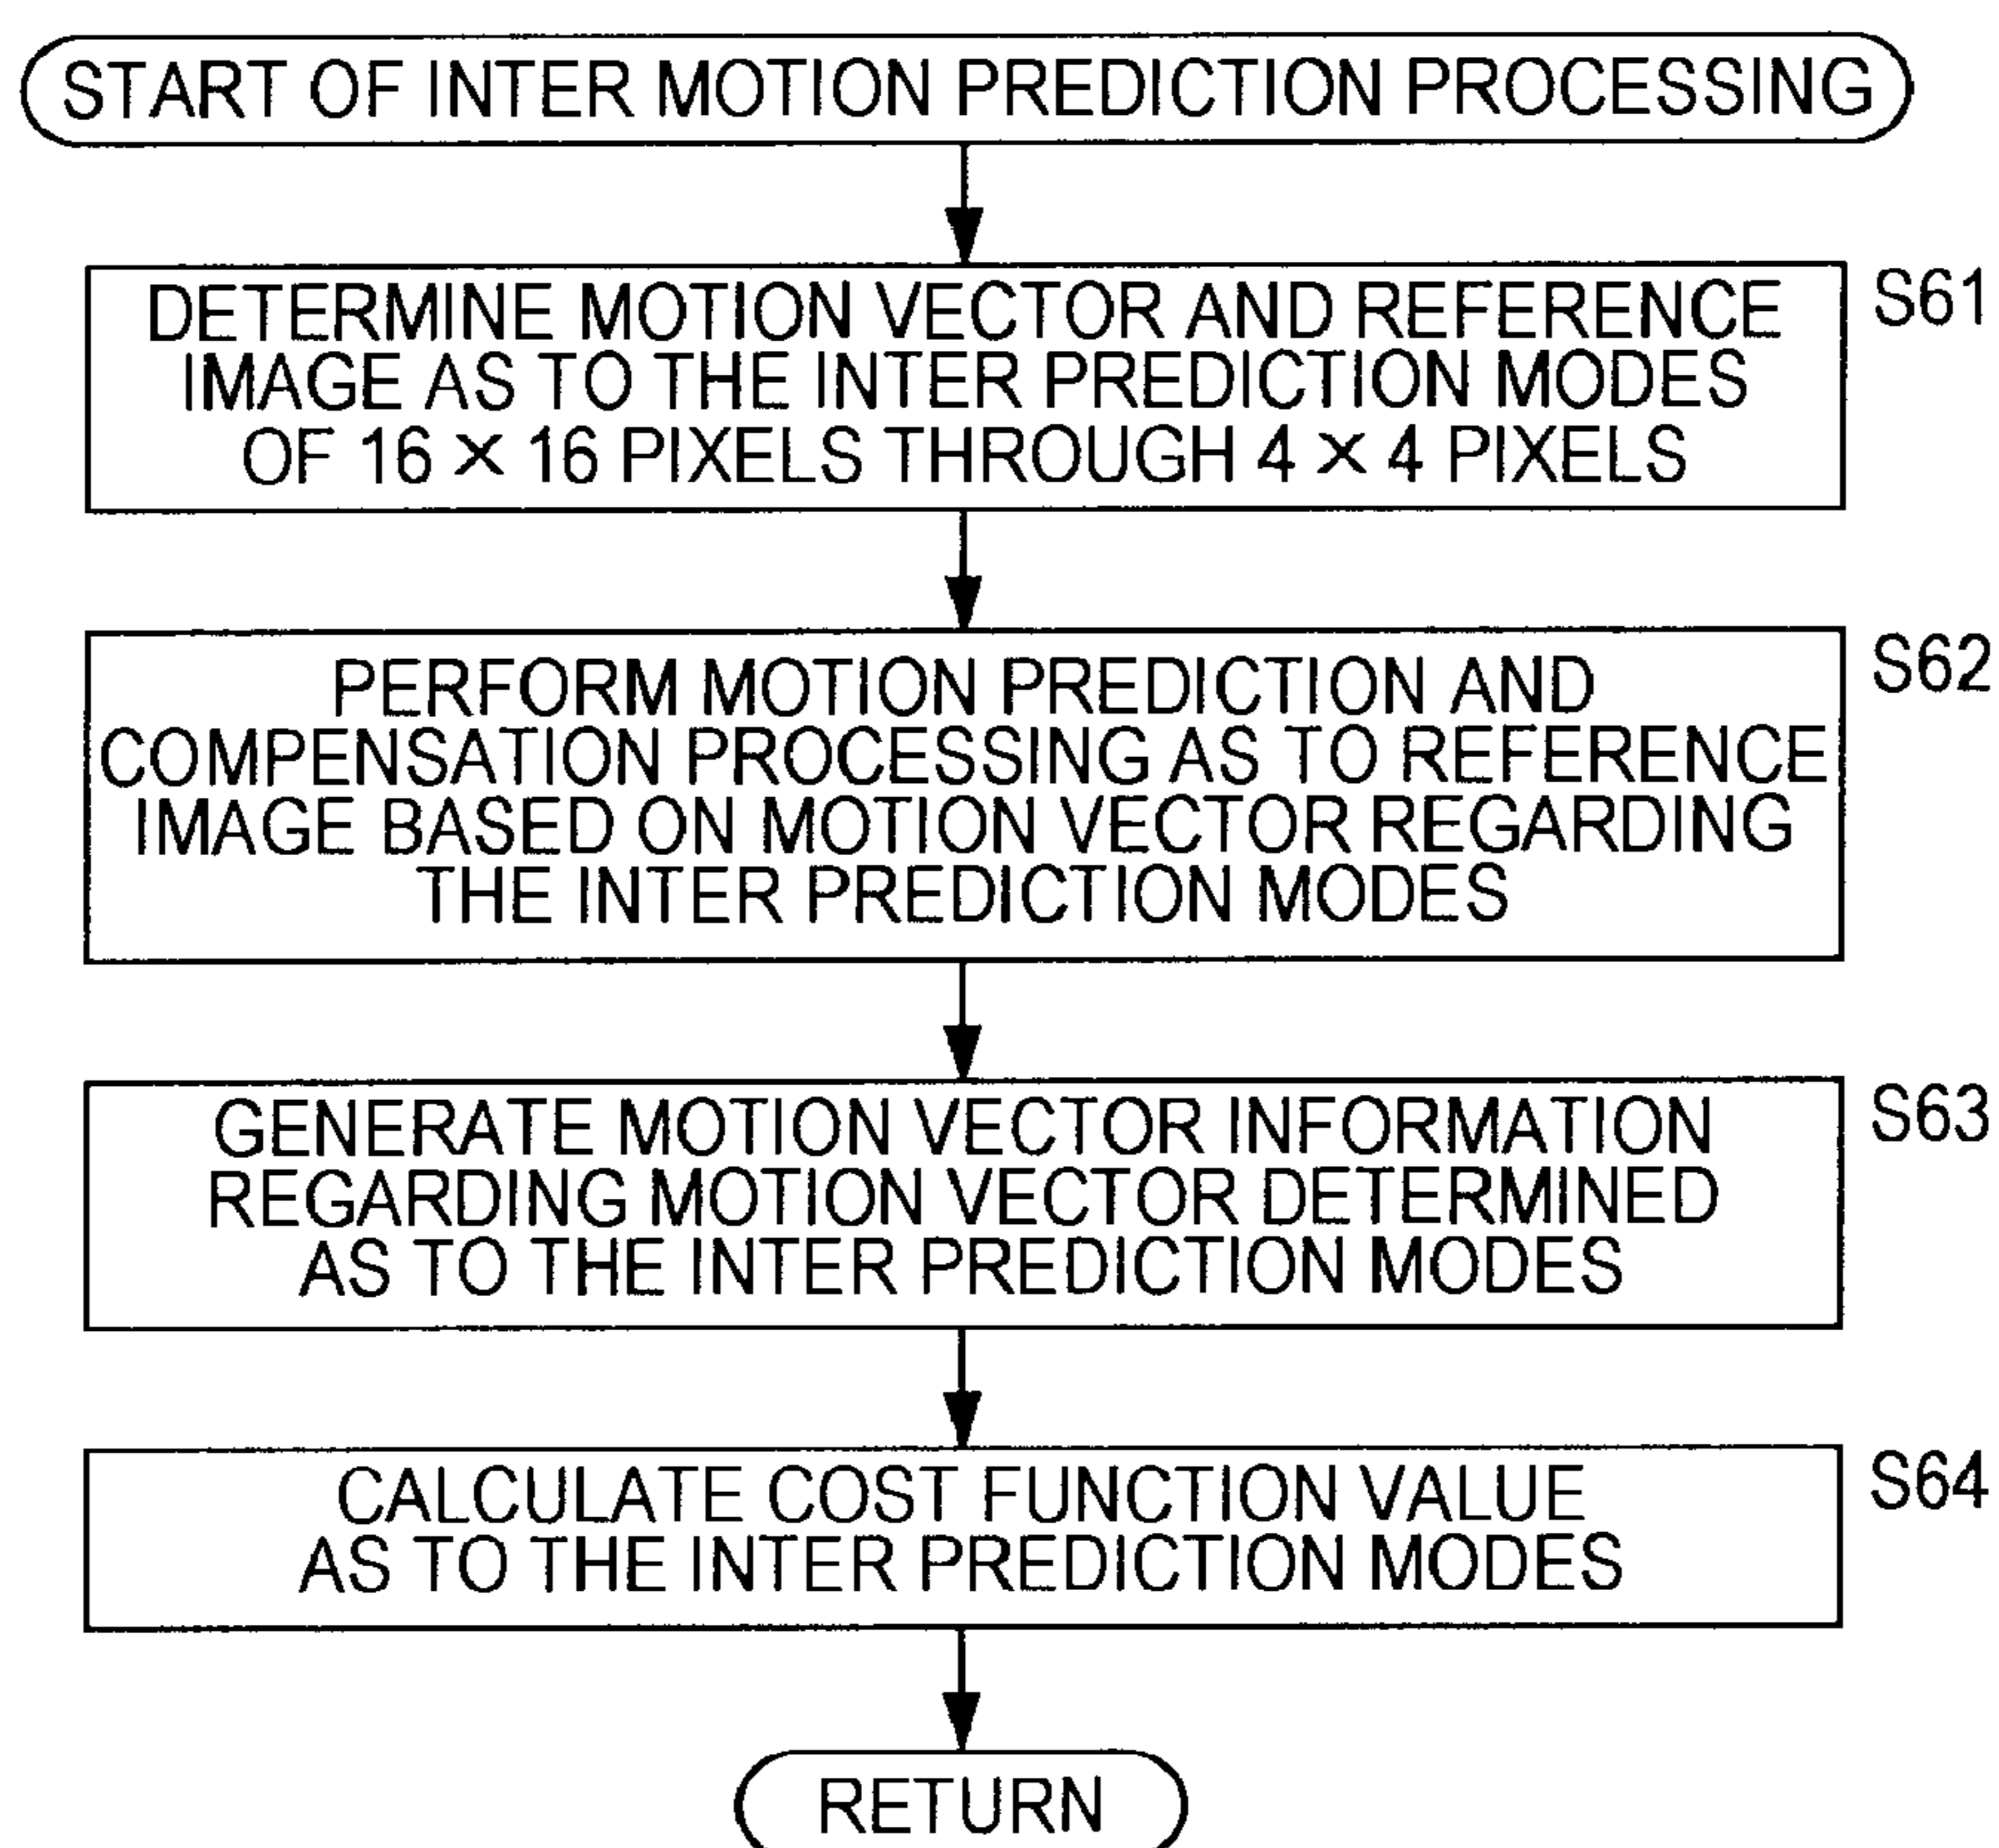 START OF INTER MOTION PREDICTION PROCESSING
DETERMINE MOTION VECTOR AND REFERENCE
IMAGE AS TO THE INTER PREDICTION MODES
OF 16 × 16 PIXELS THROUGH 4 × 4 PIXELS
S61
PERFORM MOTION PREDICTION AND
COMPENSATION PROCESSING AS TO REFERENCE
IMAGE BASED ON MOTION VECTOR REGARDING
THE INTER PREDICTION MODES
S62
GENERATE MOTION VECTOR INFORMATION
REGARDING MOTION VECTOR DETERMINED
AS TO THE INTER PREDICTION MODES
S63
CALCULATE COST FUNCTION VALUE
AS TO THE INTER PREDICTION MODES
S64
RETURN